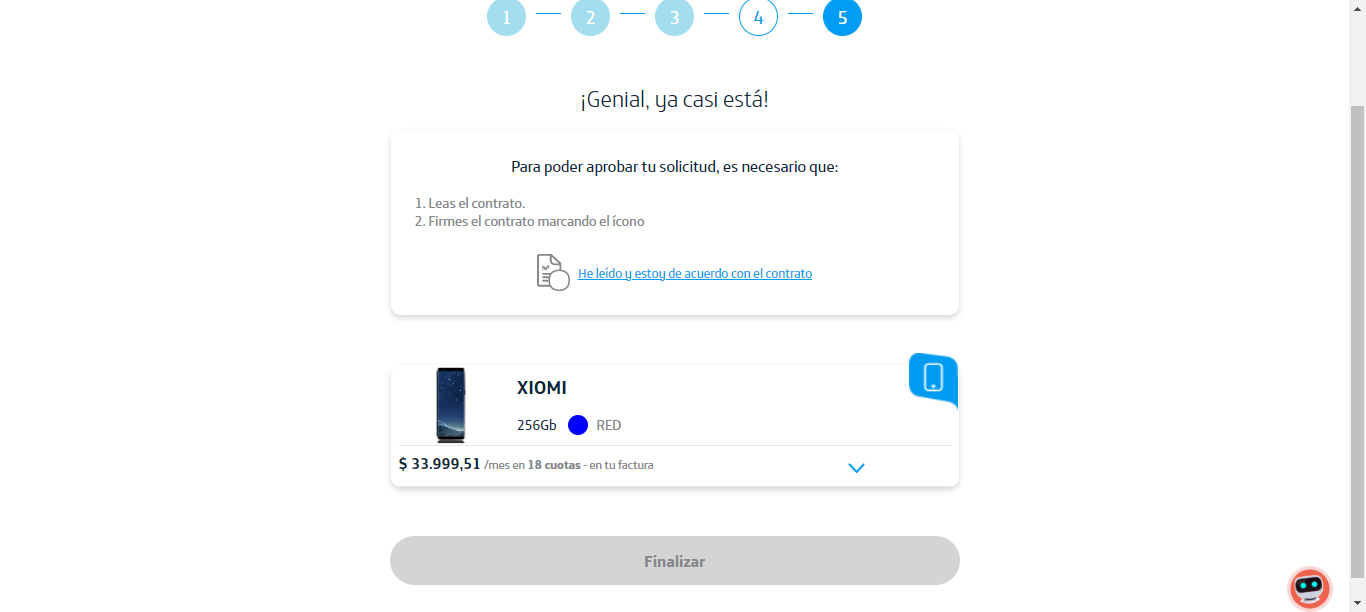 1 2 3 4 5
¡Genial, ya casi está!
Para poder aprobar tu solicitud, es necesario que:
1. Leas el contrato.
2. Firmes el contrato marcando el ícono
He leído y estoy de acuerdo con el contrato
XIOMI
256Gb RED
$ 33.999,51 /mes en 18 cuotas - en tu factura
Finalizar